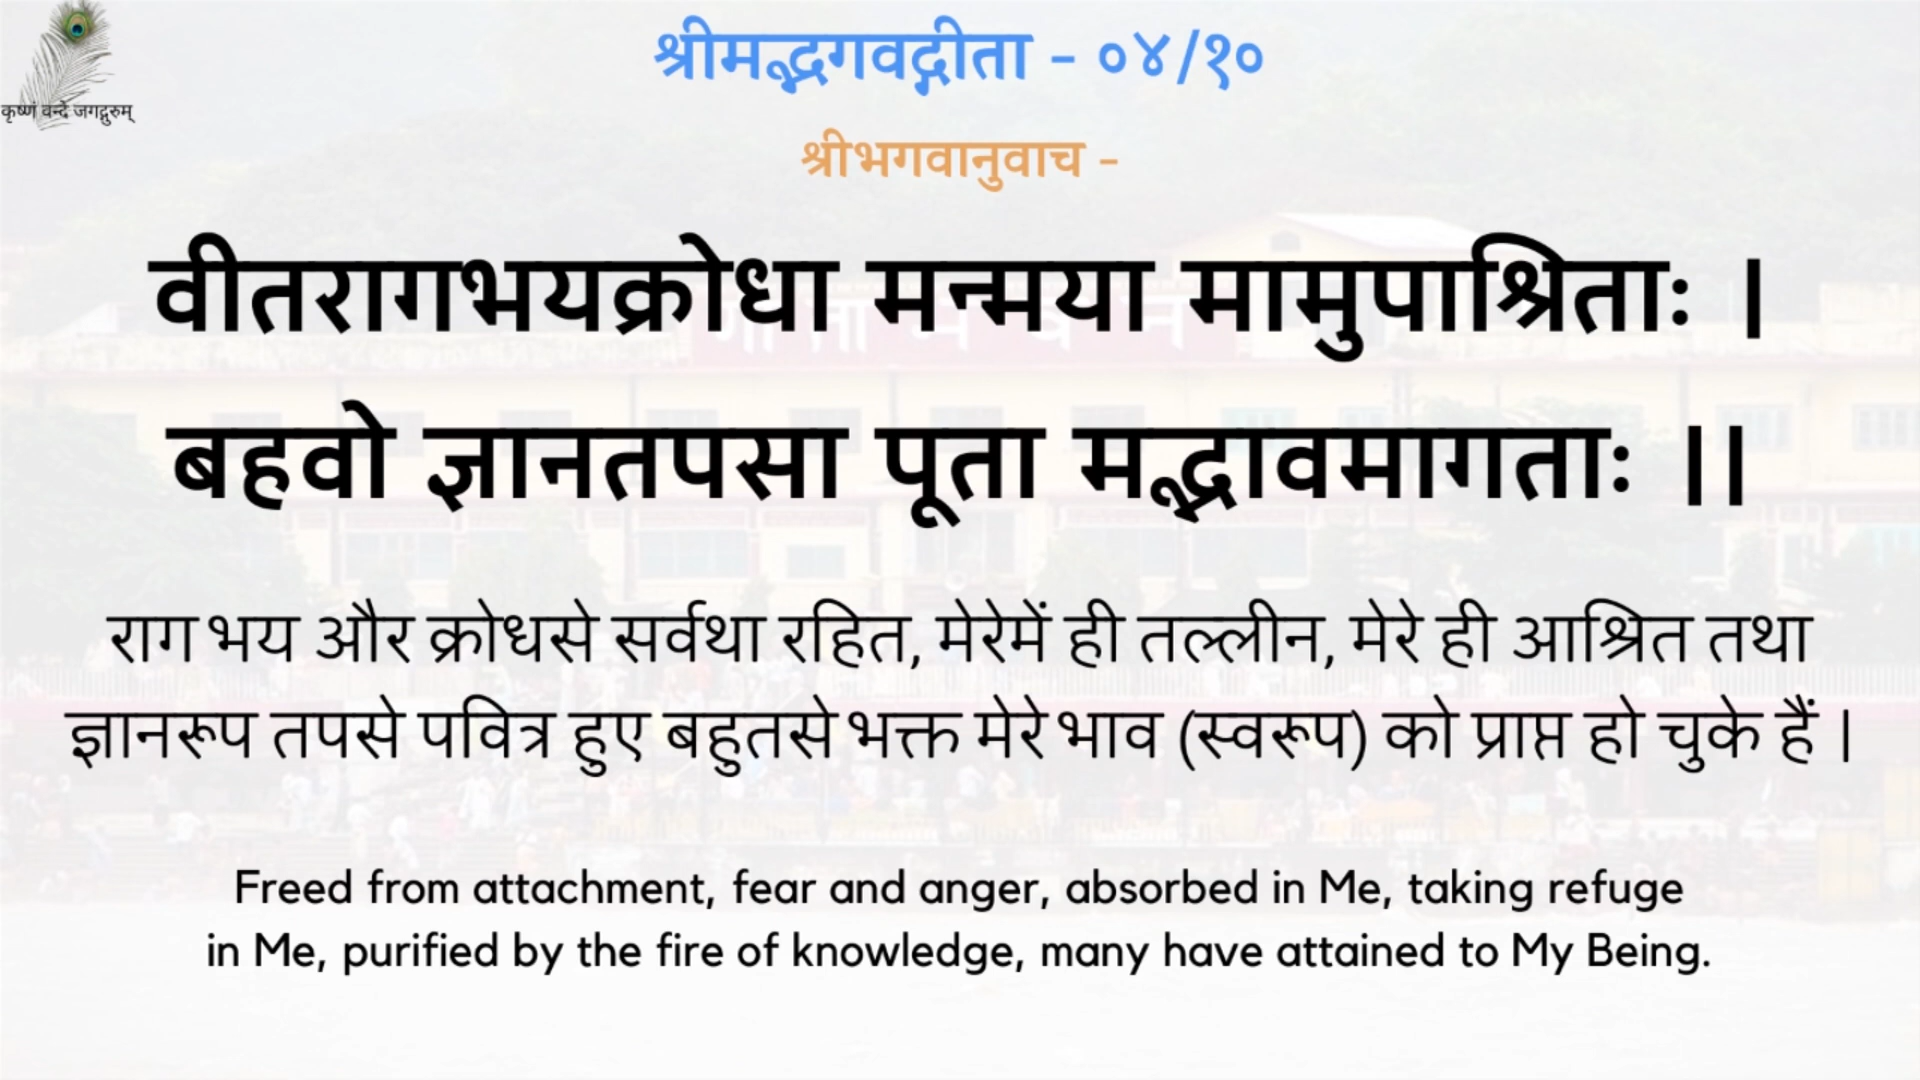 कृष्णं वन्दे जगद्गुरुम्
श्रीमद्भगवद्गीता - ०४/१०
श्रीभगवानुवाच -
वीतरागभयक्रोधा मन्मया मामुपाश्रिताः |
बहवो ज्ञानतपसा पूता मद्भावमागताः ||
राग भय और क्रोधसे सर्वथा रहित, मेरेमें ही तल्लीन, मेरे ही आश्रित तथा
ज्ञानरूप तपसे पवित्र हुए बहुतसे भक्त मेरे भाव (स्वरूप) को प्राप्त हो चुके हैं |
Freed from attachment, fear and anger, absorbed in Me, taking refuge
in Me, purified by the fire of knowledge, many have attained to My Being.